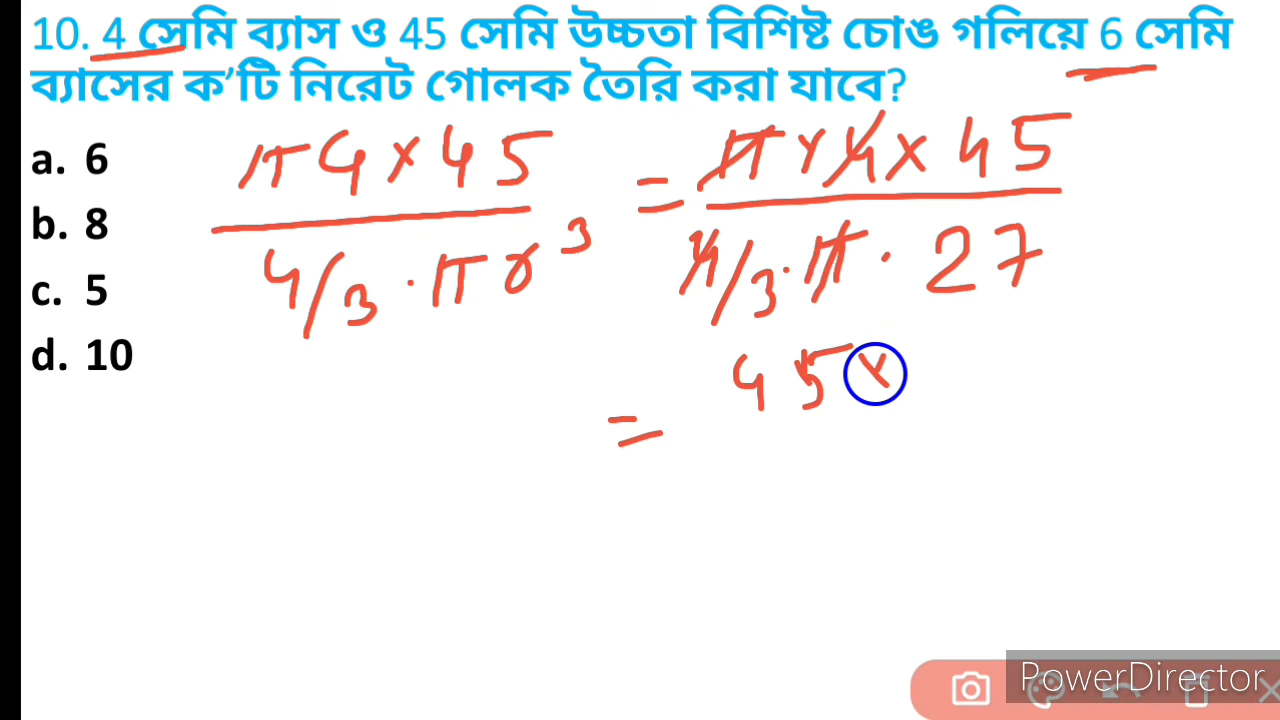 10. 4 সেমি ব্যাস ও 45 সেমি উচ্চতা বিশিষ্ট চোঙ গলিয়ে 6 সেমি
ব্যাসের ক'টি নিরেট গোলক তৈরি করা যাবে?
a. 6
b. 8
c. 5
d. 10
π4×45 = π×4×45
4/3·πr³ 4/3·π·27
= 45×
PowerDirector